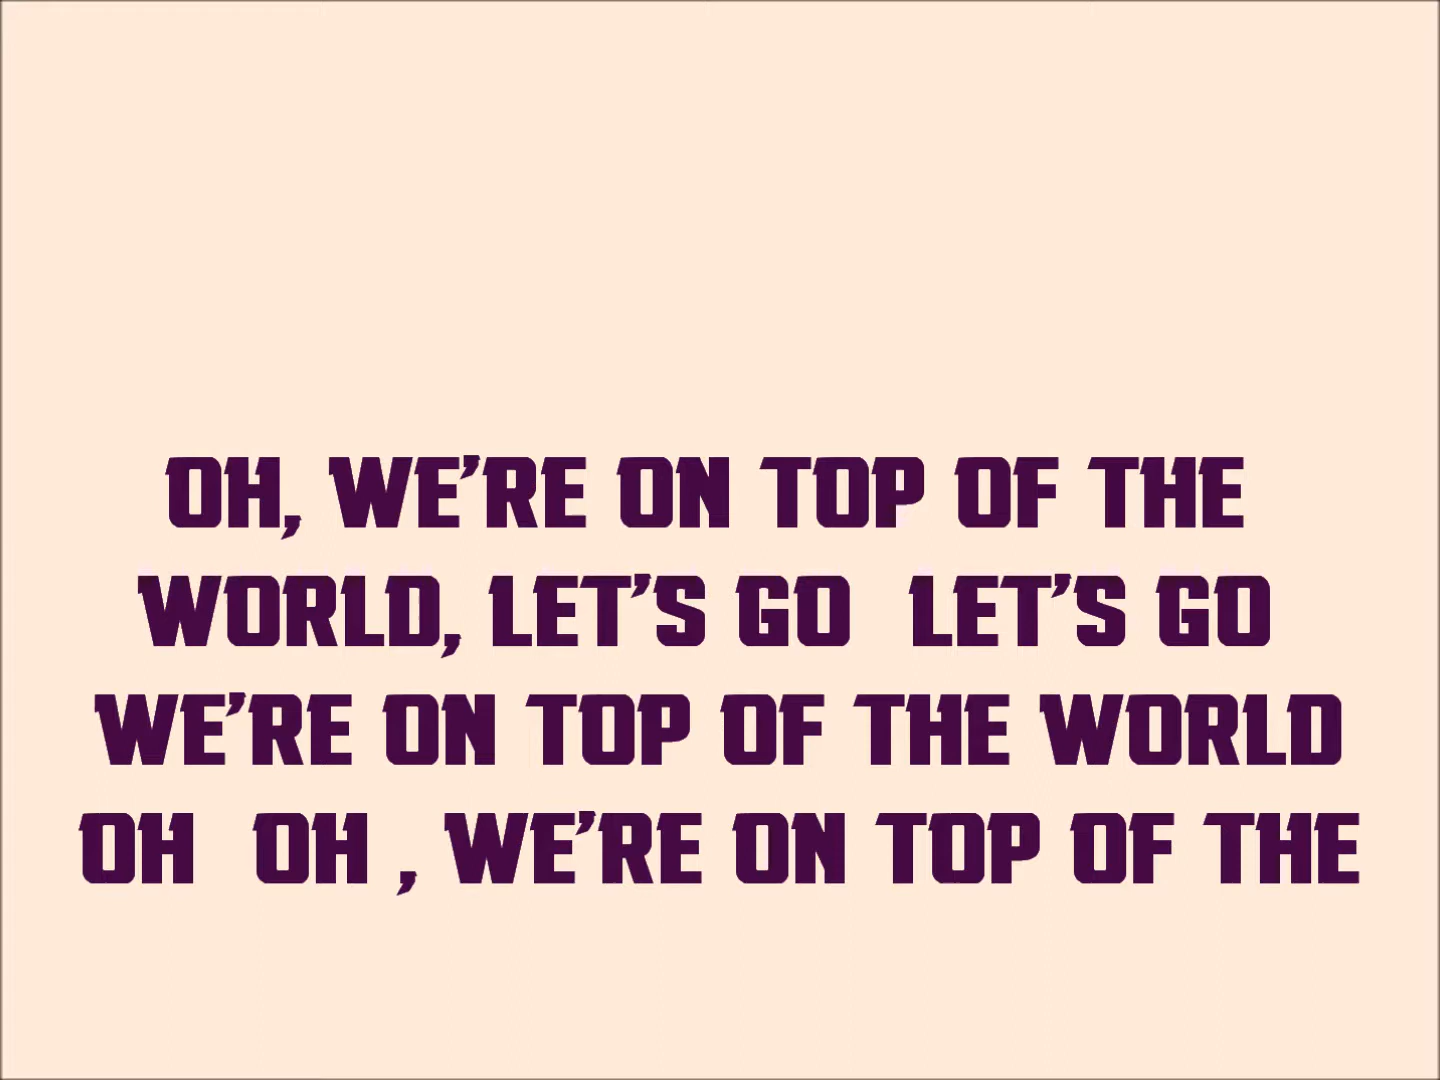 OH, WE'RE ON TOP OF THE
WORLD, LET'S GO  LET'S GO
WE'RE ON TOP OF THE WORLD
OH  OH , WE'RE ON TOP OF THE